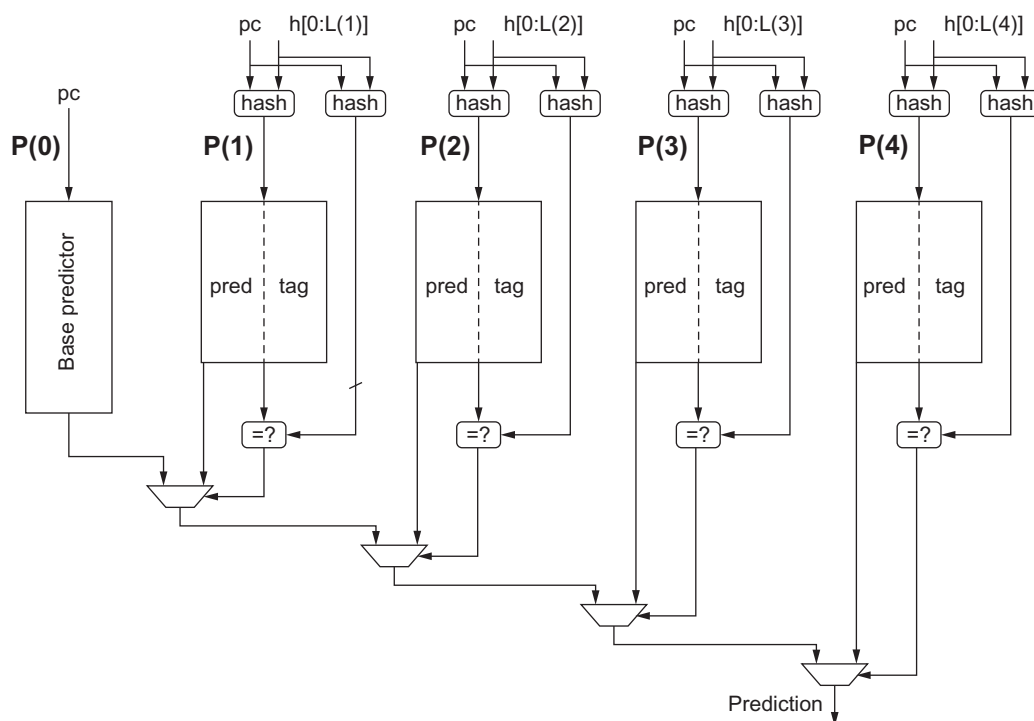 pc h[0:L(1)] pc h[0:L(2)] pc h[0:L(3)] pc h[0:L(4)]
pc
hash hash hash hash hash hash hash hash
P(0) P(1) P(2) P(3) P(4)
Base predictor
pred tag pred tag pred tag pred tag
=? =? =? =?
Prediction